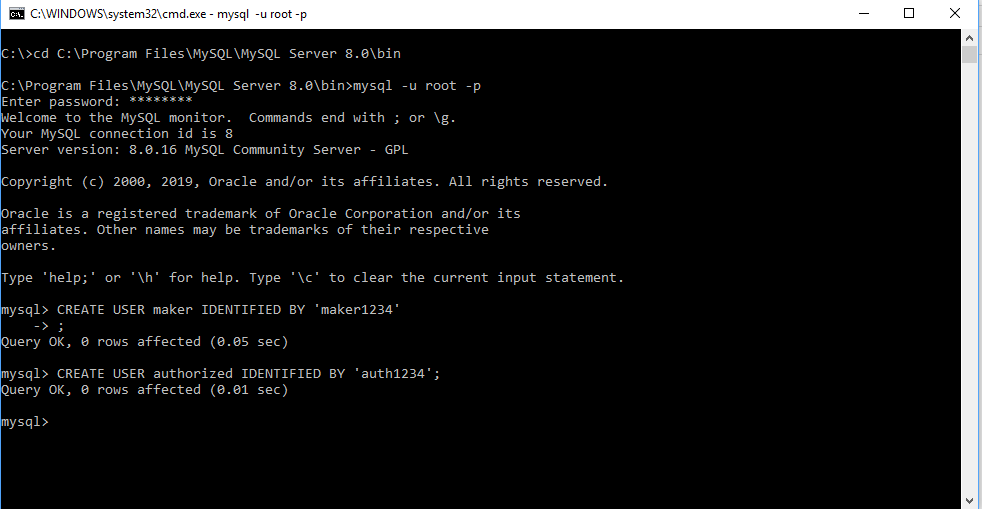 C:\WINDOWS\system32\cmd.exe - mysql -u root -p
C:\>cd C:\Program Files\MySQL\MySQL Server 8.0\bin
C:\Program Files\MySQL\MySQL Server 8.0\bin>mysql -u root -p
Enter password: ********
Welcome to the MySQL monitor.  Commands end with ; or \g.
Your MySQL connection id is 8
Server version: 8.0.16 MySQL Community Server - GPL
Copyright (c) 2000, 2019, Oracle and/or its affiliates. All rights reserved.
Oracle is a registered trademark of Oracle Corporation and/or its
affiliates. Other names may be trademarks of their respective
owners.
Type 'help;' or '\h' for help. Type '\c' to clear the current input statement.
mysql> CREATE USER maker IDENTIFIED BY 'maker1234'
    -> ;
Query OK, 0 rows affected (0.05 sec)
mysql> CREATE USER authorized IDENTIFIED BY 'auth1234';
Query OK, 0 rows affected (0.01 sec)
mysql>